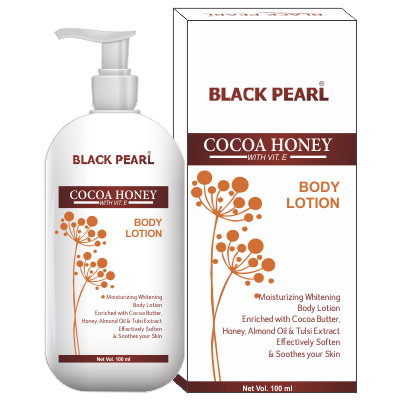 BLACK PEARL
BLACK PEARL®
COCOA HONEY
WITH VIT. E
BODY
LOTION
Moisturizing Whitening
Body Lotion
Enriched with Cocoa Butter,
Honey, Almond Oil & Tulsi Extract
Effectively Soften
& Soothes your Skin
Net Vol. 100 ml
BLACK PEARL®
COCOA HONEY
WITH VIT. E
BODY
LOTION
Moisturizing Whitening
Body Lotion
Enriched with Cocoa Butter,
Honey, Almond Oil & Tulsi Extract
Effectively Soften
& Soothes your Skin
Net Vol. 100 ml